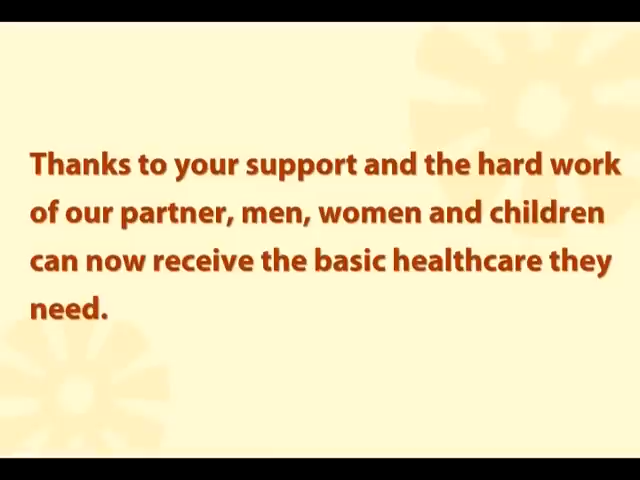 Thanks to your support and the hard work
of our partner, men, women and children
can now receive the basic healthcare they
need.